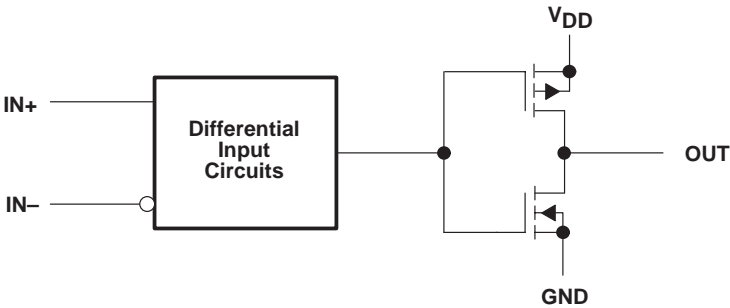 VDD
IN+
Differential
Input
Circuits
OUT
IN–
GND